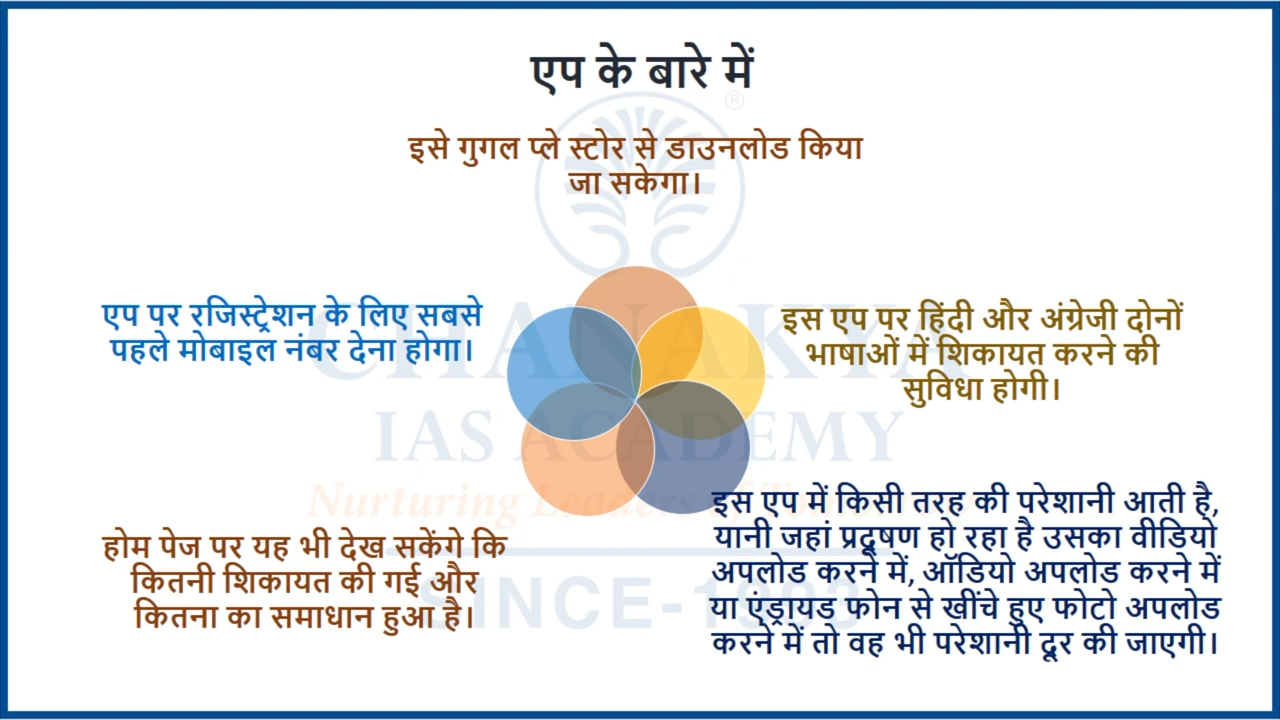 एप के बारे में
®
इसे गुगल प्ले स्टोर से डाउनलोड किया
जा सकेगा।
एप पर रजिस्ट्रेशन के लिए सबसे
पहले मोबाइल नंबर देना होगा।
इस एप पर हिंदी और अंग्रेजी दोनों
भाषाओं में शिकायत करने की
सुविधा होगी।
CHANAKYA
IAS ACADEMY
Nurturing Leaders of
इस एप में किसी तरह की परेशानी आती है,
यानी जहां प्रदूषण हो रहा है उसका वीडियो
अपलोड करने में, ऑडियो अपलोड करने में
या एंड्रायड फोन से खींचे हुए फोटो अपलोड
करने में तो वह भी परेशानी दूर की जाएगी।
होम पेज पर यह भी देख सकेंगे कि
कितनी शिकायत की गई और
कितना का समाधान हुआ है।
SINCE-1993